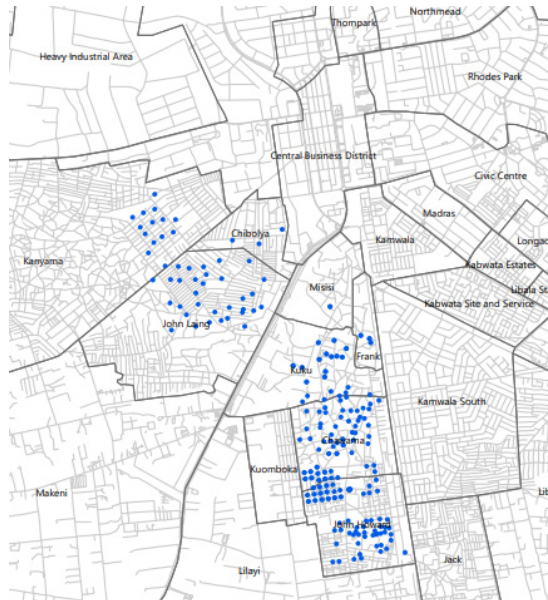 Northmead
Thornpark
Heavy Industrial Area
Rhodes Park
Central Business District
Civic Centre
Madras
Chibolya
Kamwala
Longac
Kanyama
Kabwata Estates
Misisi
Libala St
Kabwata Site and Service
John Laing
Frank
Kuku
Kamwala South
Chawama
Kuomboka
Makeni
Lib
John Howard
Jack
Lilayi